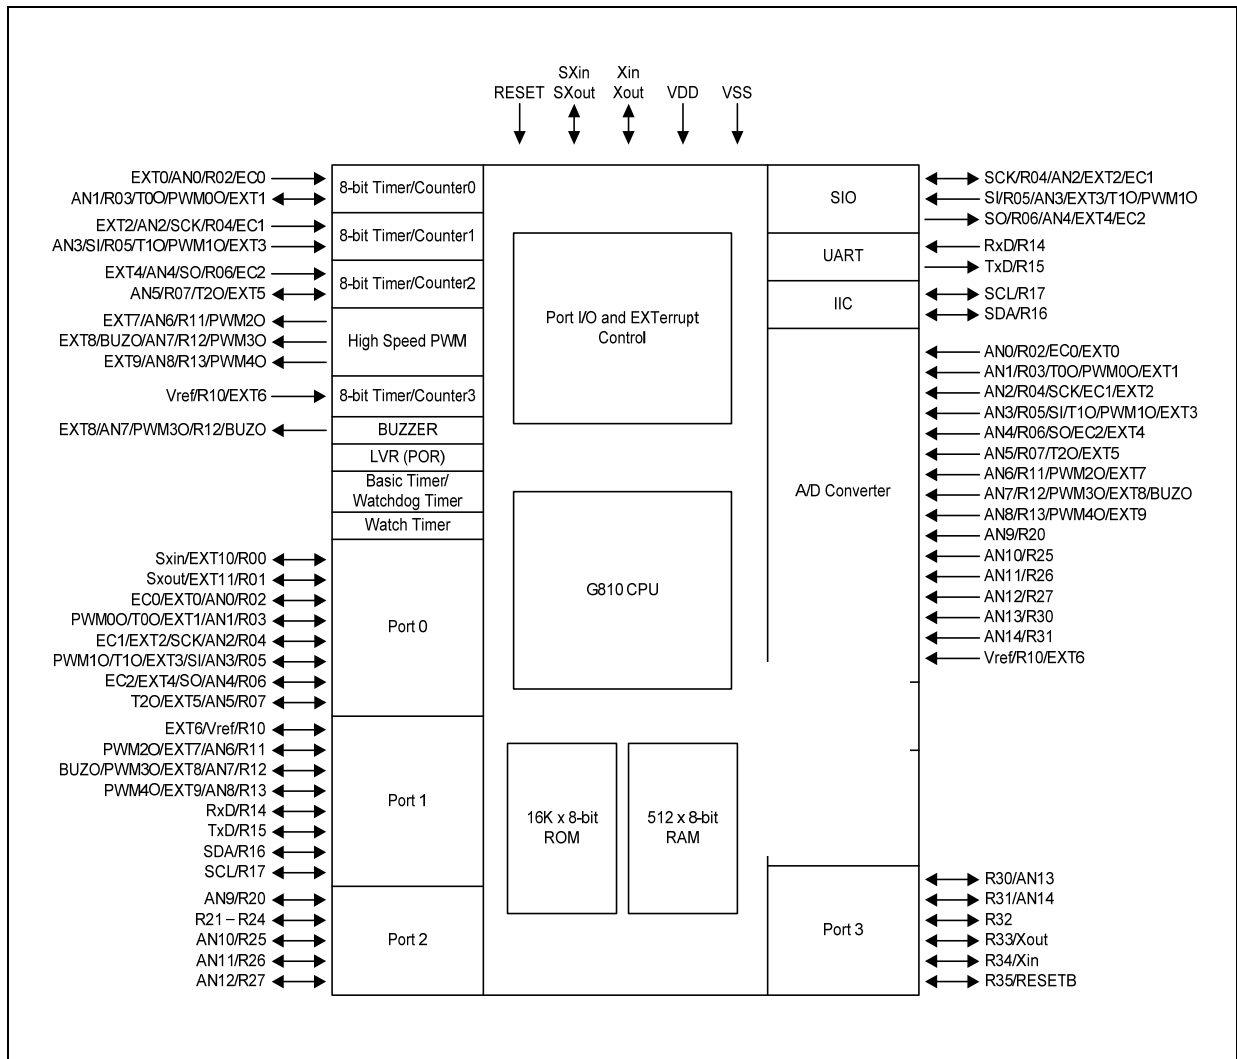 SXin Xin
RESET SXout Xout VDD VSS
EXT0/AN0/R02/EC0
AN1/R03/T0O/PWM0O/EXT1
8-bit Timer/Counter0
EXT2/AN2/SCK/R04/EC1
AN3/SI/R05/T1O/PWM1O/EXT3
8-bit Timer/Counter1
EXT4/AN4/SO/R06/EC2
AN5/R07/T2O/EXT5
8-bit Timer/Counter2
EXT7/AN6/R11/PWM2O
EXT8/BUZO/AN7/R12/PWM3O
EXT9/AN8/R13/PWM4O
High Speed PWM
Vref/R10/EXT6
8-bit Timer/Counter3
EXT8/AN7/PWM3O/R12/BUZO
BUZZER
LVR (POR)
Basic Timer/
Watchdog Timer
Watch Timer
Sxin/EXT10/R00
Sxout/EXT11/R01
EC0/EXT0/AN0/R02
PWM0O/T0O/EXT1/AN1/R03
EC1/EXT2/SCK/AN2/R04
PWM1O/T1O/EXT3/SI/AN3/R05
EC2/EXT4/SO/AN4/R06
T2O/EXT5/AN5/R07
Port 0
EXT6/Vref/R10
PWM2O/EXT7/AN6/R11
BUZO/PWM3O/EXT8/AN7/R12
PWM4O/EXT9/AN8/R13
RxD/R14
TxD/R15
SDA/R16
SCL/R17
Port 1
AN9/R20
R21 – R24
AN10/R25
AN11/R26
AN12/R27
Port 2
Port I/O and EXTerrupt
Control
G810 CPU
16K x 8-bit
ROM
512 x 8-bit
RAM
SIO
SCK/R04/AN2/EXT2/EC1
SI/R05/AN3/EXT3/T1O/PWM1O
SO/R06/AN4/EXT4/EC2
UART
RxD/R14
TxD/R15
IIC
SCL/R17
SDA/R16
A/D Converter
AN0/R02/EC0/EXT0
AN1/R03/T0O/PWM0O/EXT1
AN2/R04/SCK/EC1/EXT2
AN3/R05/SI/T1O/PWM1O/EXT3
AN4/R06/SO/EC2/EXT4
AN5/R07/T2O/EXT5
AN6/R11/PWM2O/EXT7
AN7/R12/PWM3O/EXT8/BUZO
AN8/R13/PWM4O/EXT9
AN9/R20
AN10/R25
AN11/R26
AN12/R27
AN13/R30
AN14/R31
Vref/R10/EXT6
Port 3
R30/AN13
R31/AN14
R32
R33/Xout
R34/Xin
R35/RESETB